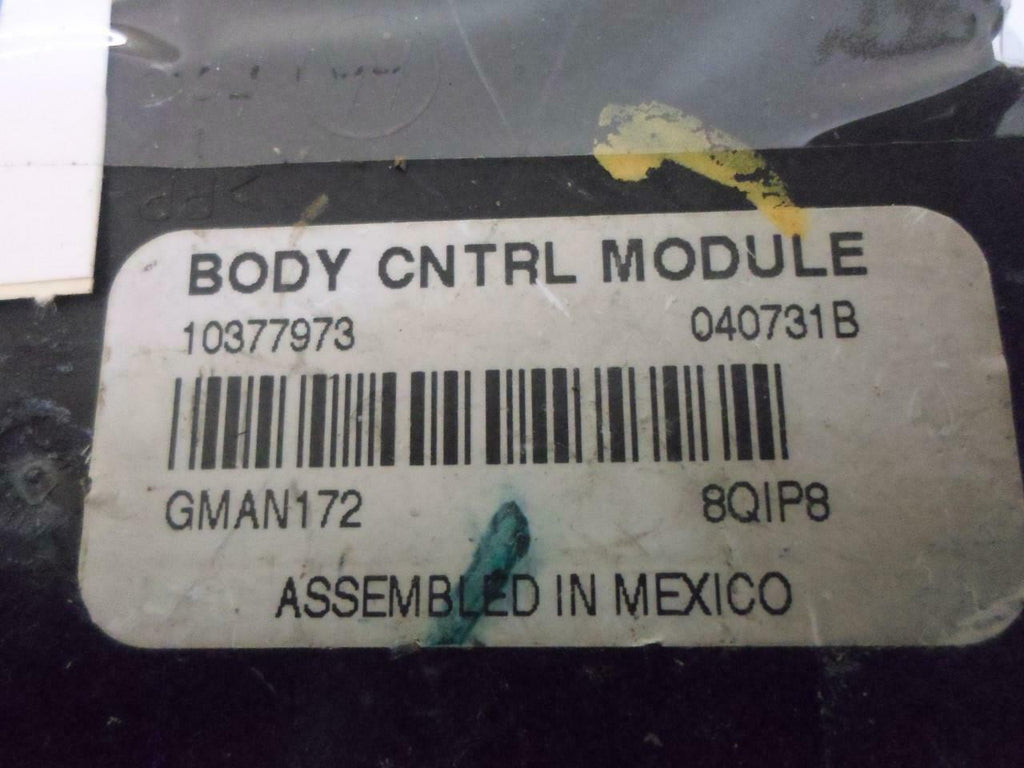 BODY CNTRL MODULE
10377973 040731B
GMAN172 8QIP8
ASSEMBLED IN MEXICO